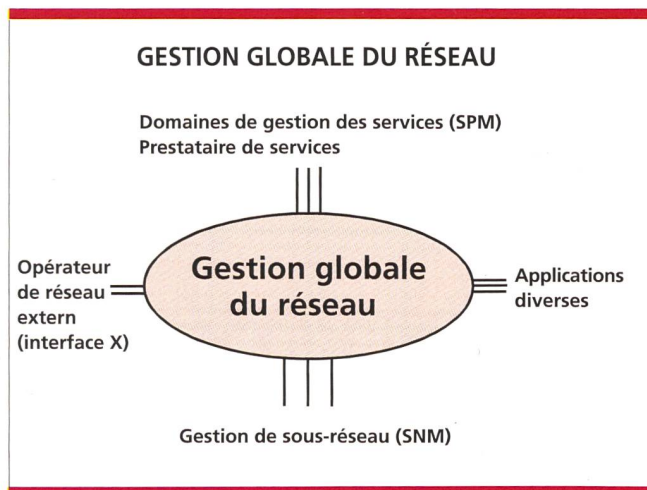 GESTION GLOBALE DU RÉSEAU
Domaines de gestion des services (SPM)
Prestataire de services
Opérateur
de réseau
extern
(interface X)
Gestion globale
du réseau
Applications
diverses
Gestion de sous-réseau (SNM)